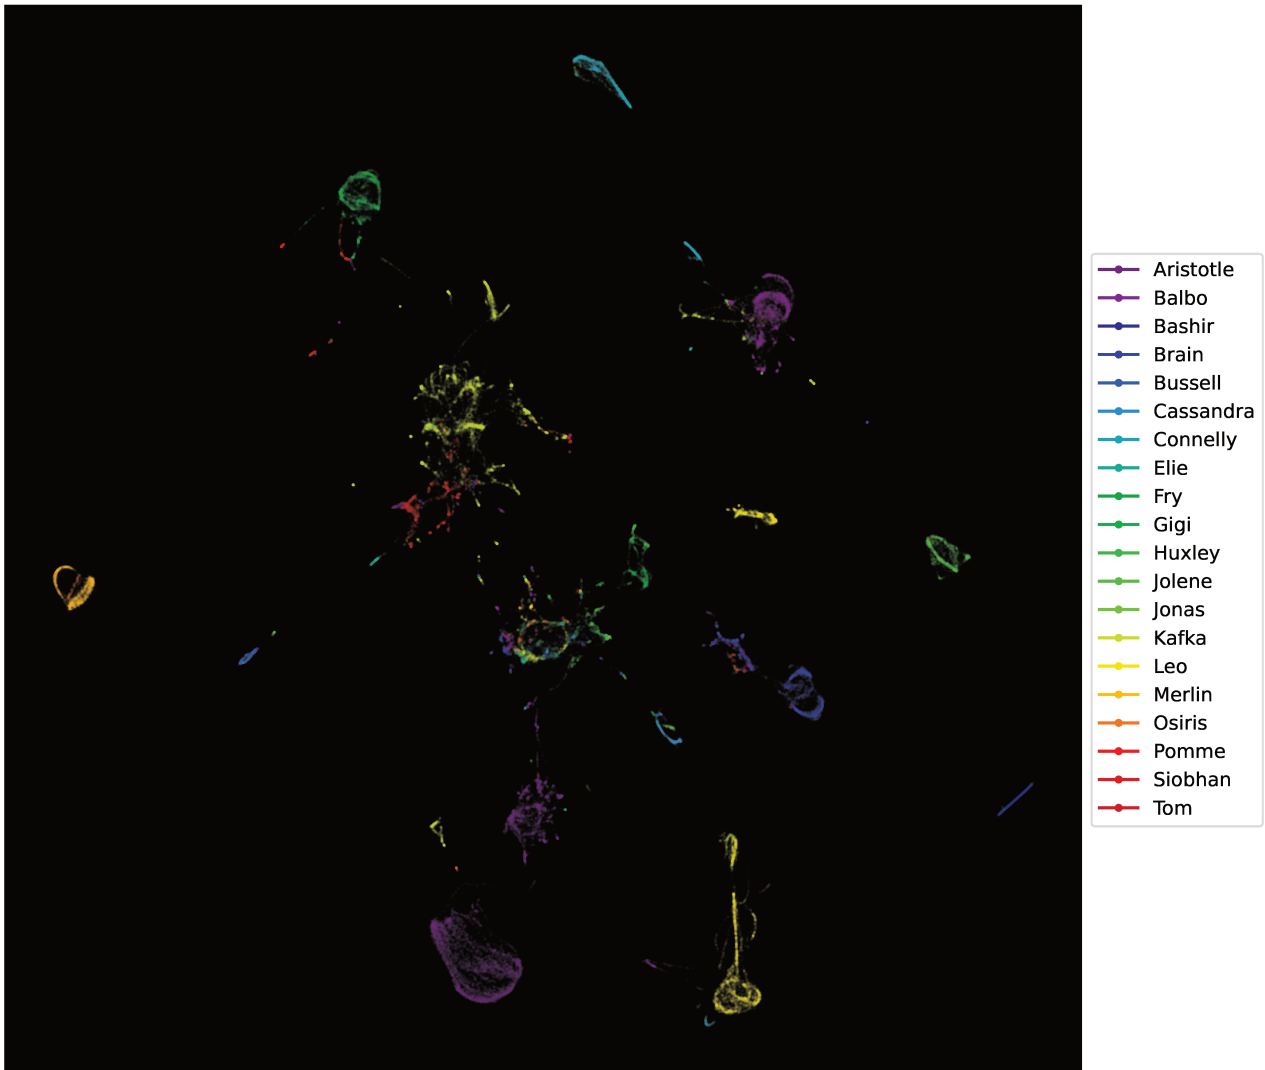 Aristotle
Balbo
Bashir
Brain
Bussell
Cassandra
Connelly
Elie
Fry
Gigi
Huxley
Jolene
Jonas
Kafka
Leo
Merlin
Osiris
Pomme
Siobhan
Tom